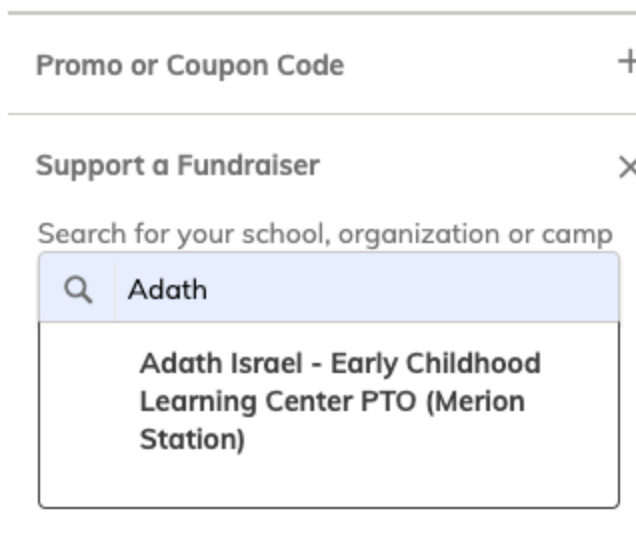 Promo or Coupon Code +
Support a Fundraiser ×
Search for your school, organization or camp
Adath
Adath Israel - Early Childhood
Learning Center PTO (Merion
Station)